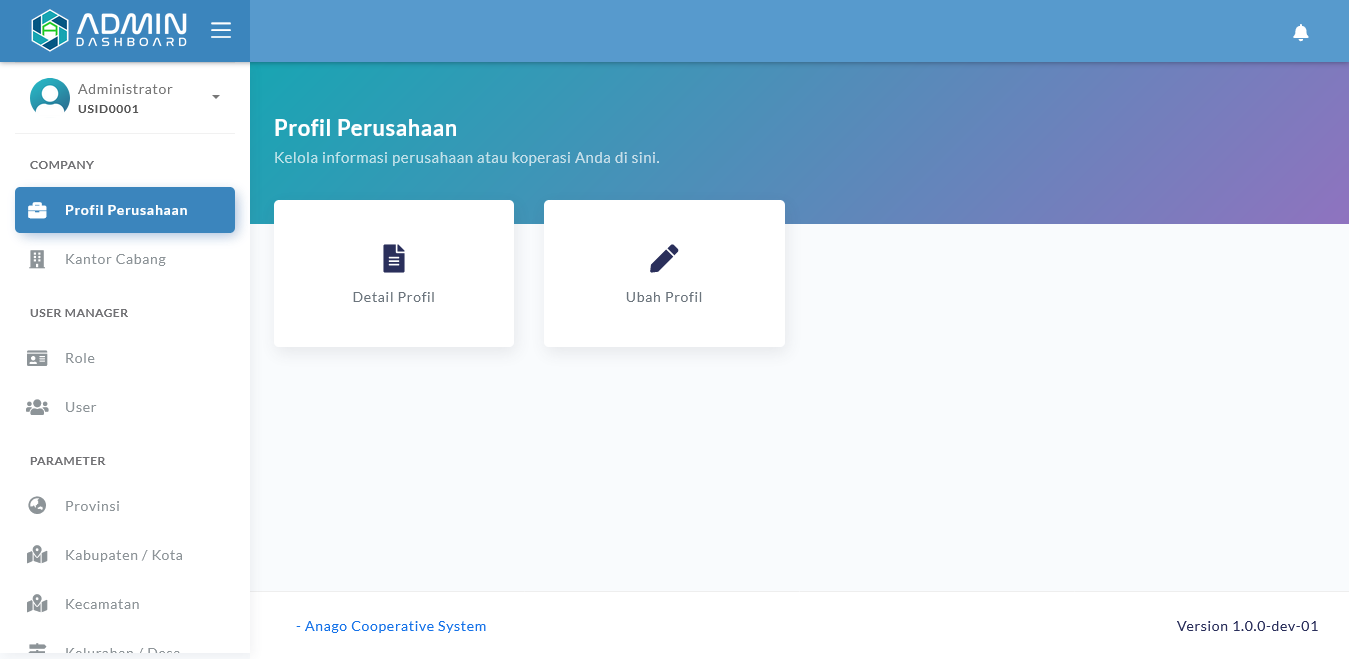 ADMIN
DASHBOARD
Administrator
USID0001
COMPANY
Profil Perusahaan
Kantor Cabang
USER MANAGER
Role
User
PARAMETER
Provinsi
Kabupaten / Kota
Kecamatan
Kelurahan / Desa
Profil Perusahaan
Kelola informasi perusahaan atau koperasi Anda di sini.
Detail Profil
Ubah Profil
- Anago Cooperative System
Version 1.0.0-dev-01